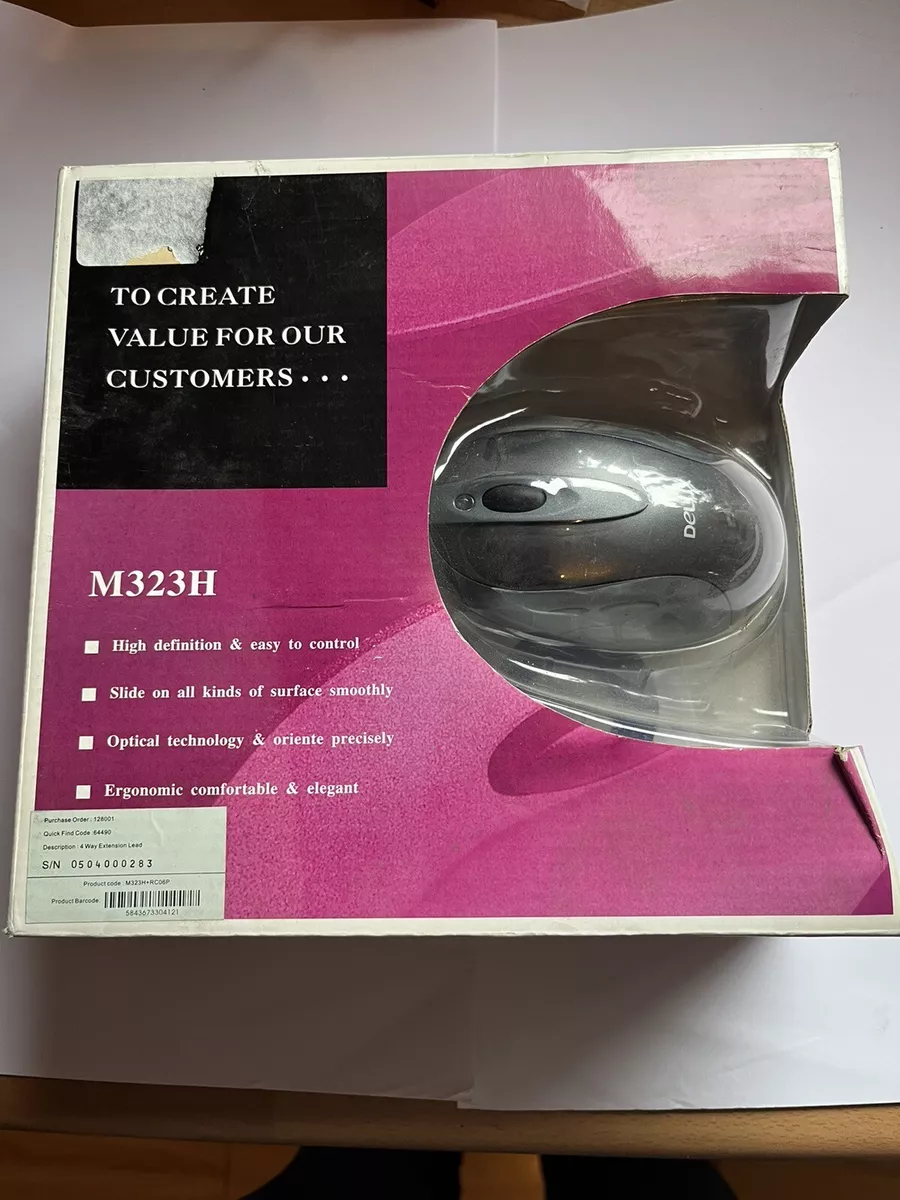 TO CREATE
VALUE FOR OUR
CUSTOMERS . . .
M323H
High definition & easy to control
Slide on all kinds of surface smoothly
Optical technology & oriente precisely
Ergonomic comfortable & elegant
Purchase Order : 128001
Quick Find Code :64490
Description : 4 Way Extension Lead
S/N 0504000283
Product code : M323H+RC06P
Product Barcode:
5843673304121